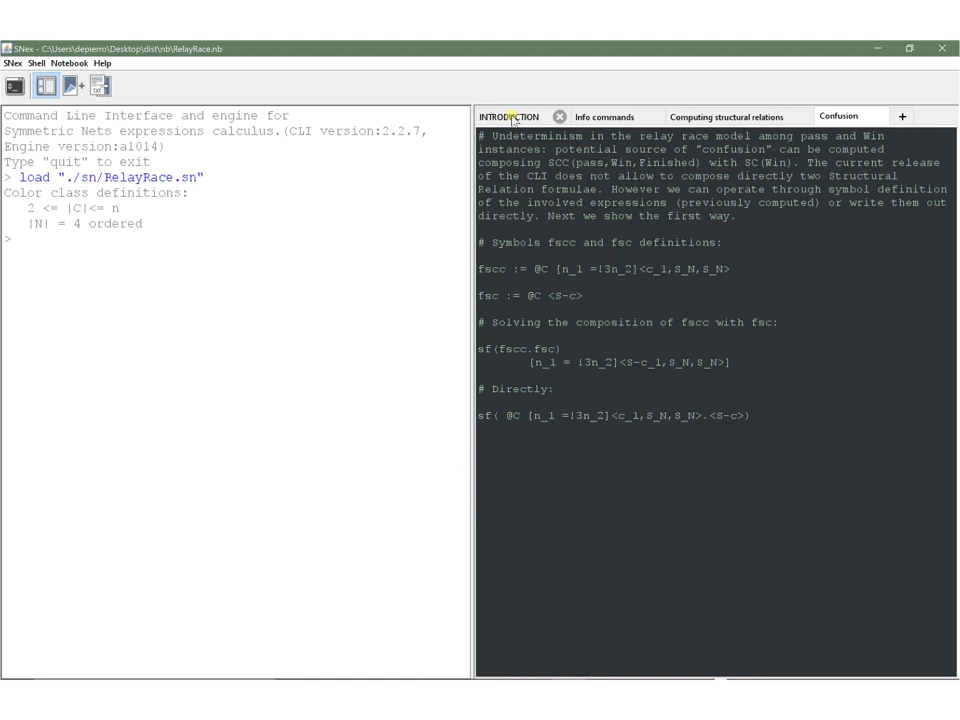 SNex - C:\Users\depierro\Desktop\dist\nb\RelayRace.nb
SNex Shell Notebook Help
Command Line Interface and engine for
Symmetric Nets expressions calculus.(CLI version:2.2.7,
Engine version:a1014)
Type "quit" to exit
> load "./sn/RelayRace.sn"
Color class definitions:
2 <= |C|<= n
|N| = 4 ordered
>
INTRODUCTION Info commands Computing structural relations Confusion +
# Undeterminism in the relay race model among pass and Win
instances: potential source of "confusion" can be computed
composing SCC(pass,Win,Finished) with SC(Win). The current release
of the CLI does not allow to compose directly two Structural
Relation formulae. However we can operate through symbol definition
of the involved expressions (previously computed) or write them out
directly. Next we show the first way.
# Symbols fscc and fsc definitions:
fscc := @C [n_1 =!3n_2]<c_1,S_N,S_N>
fsc := @C <S-c>
# Solving the composition of fscc with fsc:
sf(fscc.fsc)
[n_1 = !3n_2]<S-c_1,S_N,S_N>]
# Directly:
sf( @C [n_1 =!3n_2]<c_1,S_N,S_N>.<S-c>)